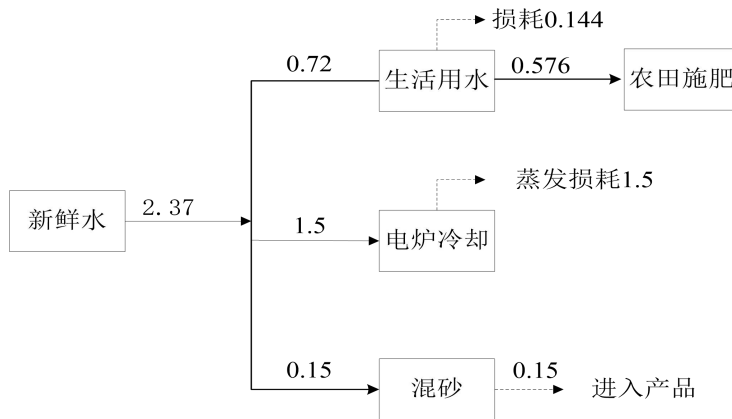 损耗0.144
0.72
生活用水
0.576
农田施肥
蒸发损耗1.5
新鲜水
2.37
1.5
电炉冷却
0.15
混砂
0.15
进入产品